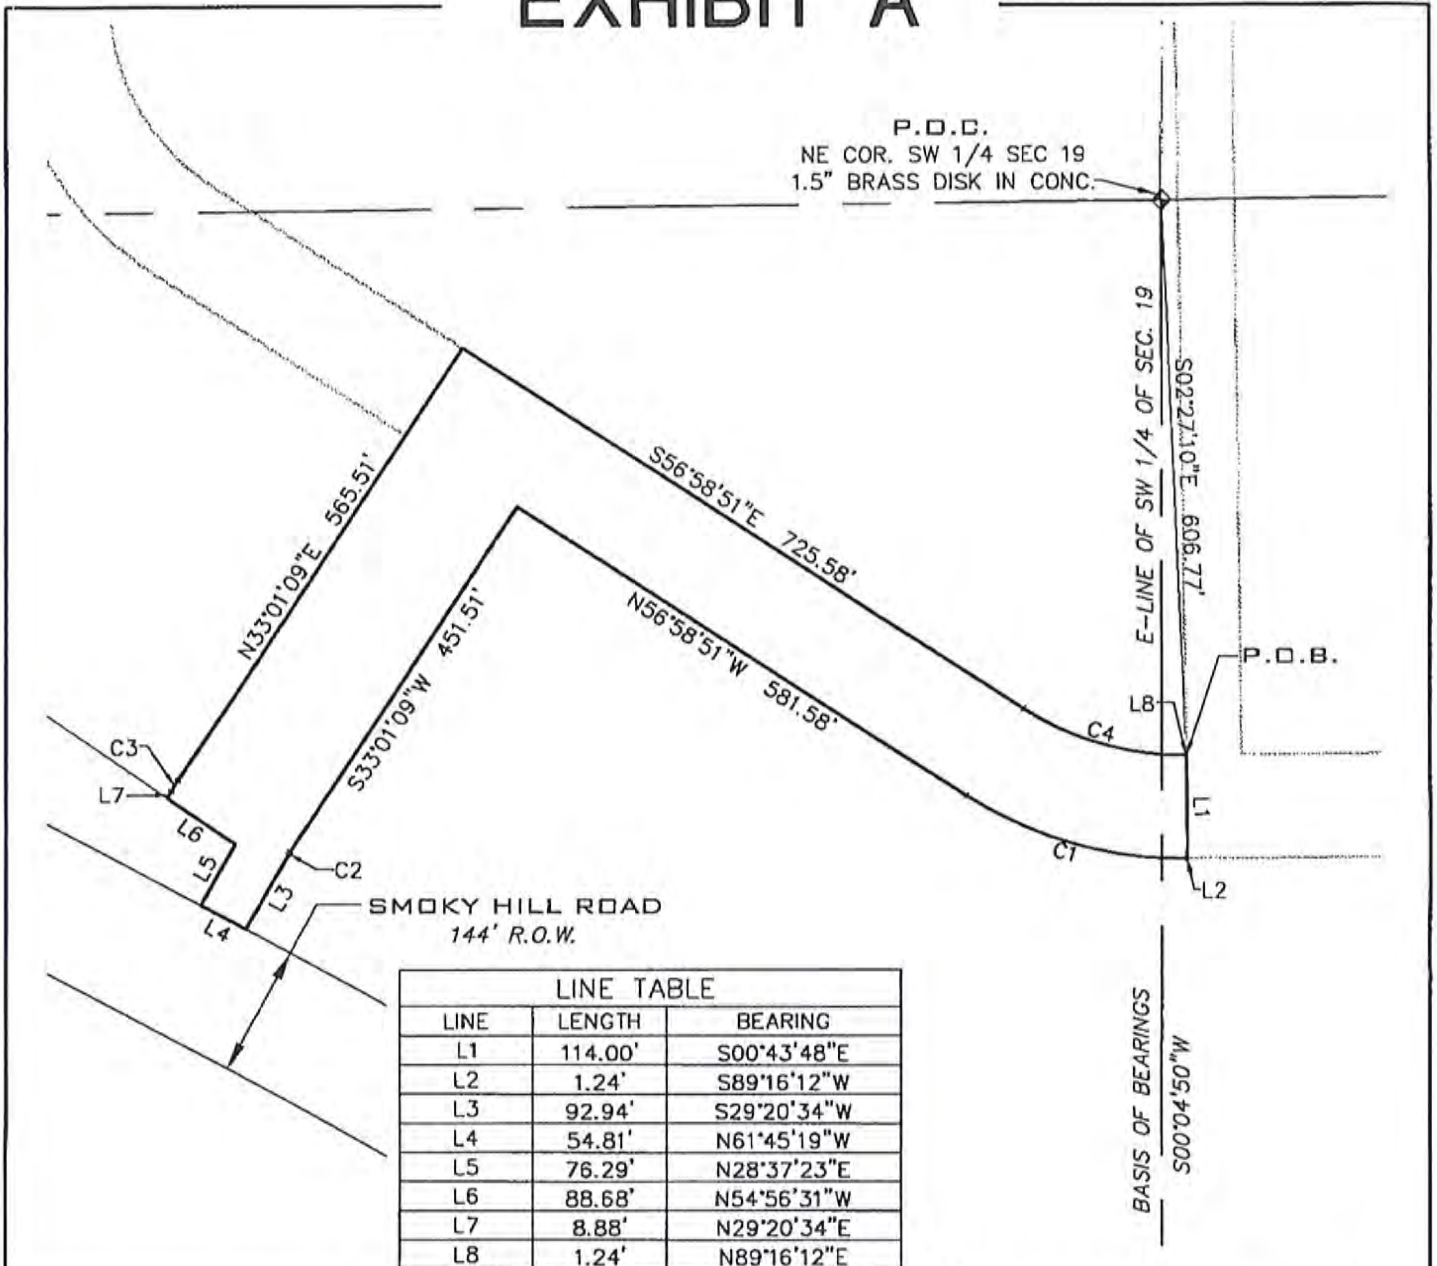 EXHIBIT A
P.O.C.
NE COR. SW 1/4 SEC 19
1.5" BRASS DISK IN CONC.
E-LINE OF SW 1/4 OF SEC. 19
S02°27'10"E 606.77'
S56°58'51"E 725.58'
N33°01'09"E 565.51'
S33°01'09"W 451.51'
N56°58'51"W 581.58'
P.O.B.
L8
C4
L1
C1
L2
C3
L7
L6
L5
L4
L3
C2
SMOKY HILL ROAD
144' R.O.W.
BASIS OF BEARINGS
S00°04'50"W
LINE TABLE
LINE LENGTH BEARING
L1 114.00' S00°43'48"E
L2 1.24' S89°16'12"W
L3 92.94' S29°20'34"W
L4 54.81' N61°45'19"W
L5 76.29' N28°37'23"E
L6 88.68' N54°56'31"W
L7 8.88' N29°20'34"E
L8 1.24' N89°16'12"E